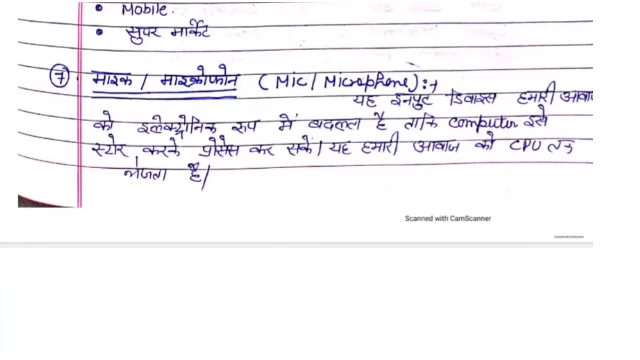 • Mobile.
• सुपर मार्केट
⑦. माइक / माइक्रोफोन (Mic / Microphone) :→
यह इनपुट डिवाइस हमारी आवाज
को इलेक्ट्रोनिक रूप में बदलता है ताकि computer इसे
स्टोर करके प्रोसेस कर सकें। यह हमारी आवाज को CPU तक
भेजता है।
Scanned with CamScanner